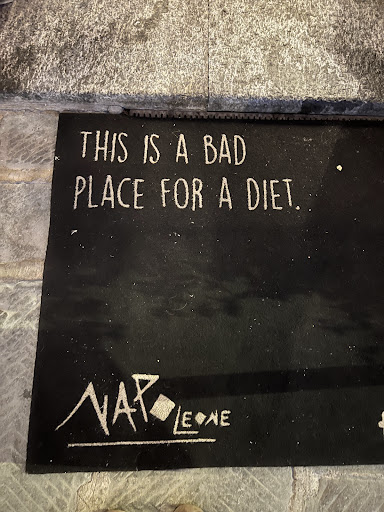 THIS IS A BAD
PLACE FOR A DIET.
NAPOLEONE